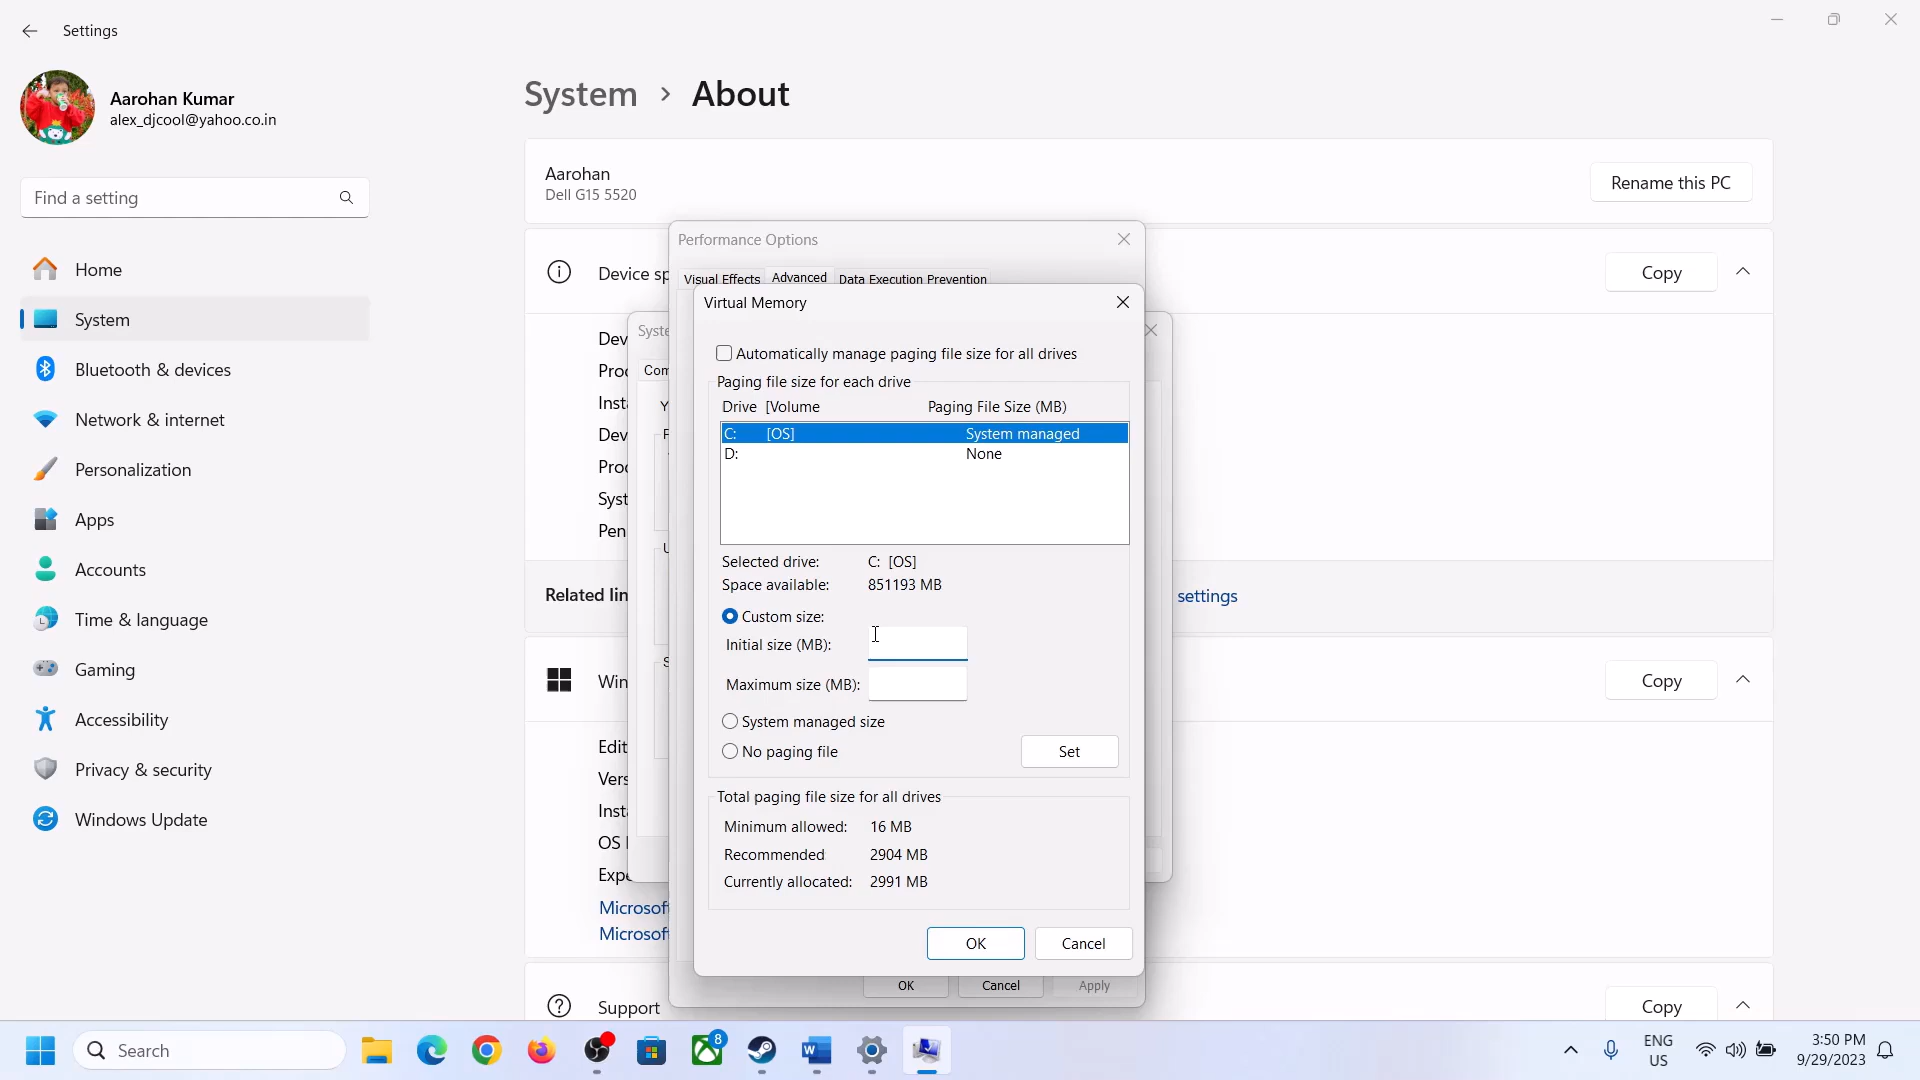 Settings
Aarohan Kumar
alex_djcool@yahoo.co.in
Find a setting
Home
System
Bluetooth & devices
Network & internet
Personalization
Apps
Accounts
Time & language
Gaming
Accessibility
Privacy & security
Windows Update
System > About
Aarohan
Dell G15 5520
Rename this PC
Device sp
Copy
Dev
Proc
Insta
Dev
Proc
Syst
Pen
Related lin
settings
Win
Copy
Edit
Vers
Insta
OS
Expe
Microsof
Microsof
Support
Copy
Syste
Com
Performance Options
Visual Effects
Advanced
Data Execution Prevention
OK
Cancel
Apply
Virtual Memory
Automatically manage paging file size for all drives
Paging file size for each drive
Drive [Volume Paging File Size (MB)
C: [OS] System managed
D: None
Selected drive: C: [OS]
Space available: 851193 MB
Custom size:
Initial size (MB):
Maximum size (MB):
System managed size
No paging file
Set
Total paging file size for all drives
Minimum allowed: 16 MB
Recommended 2904 MB
Currently allocated: 2991 MB
OK
Cancel
Search
8
ENG
US
3:50 PM
9/29/2023